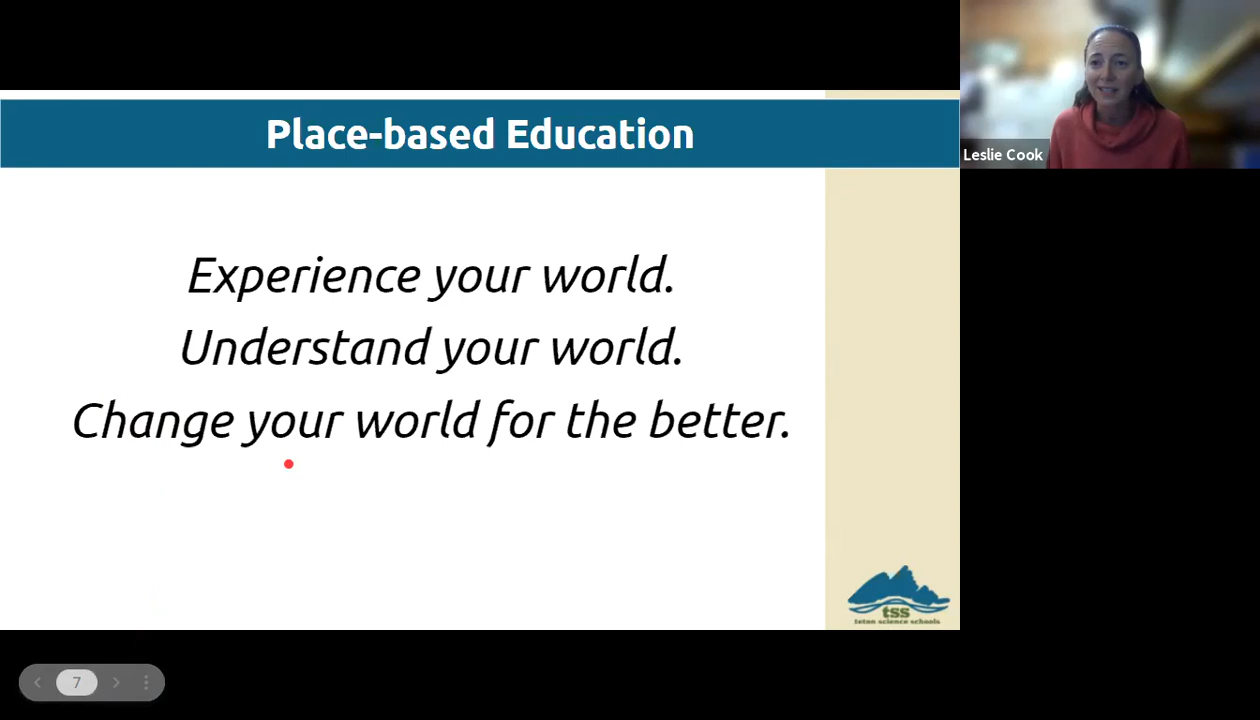 Place-based Education
Leslie Cook
Experience your world.
Understand your world.
Change your world for the better.
tss
teton science schools
7